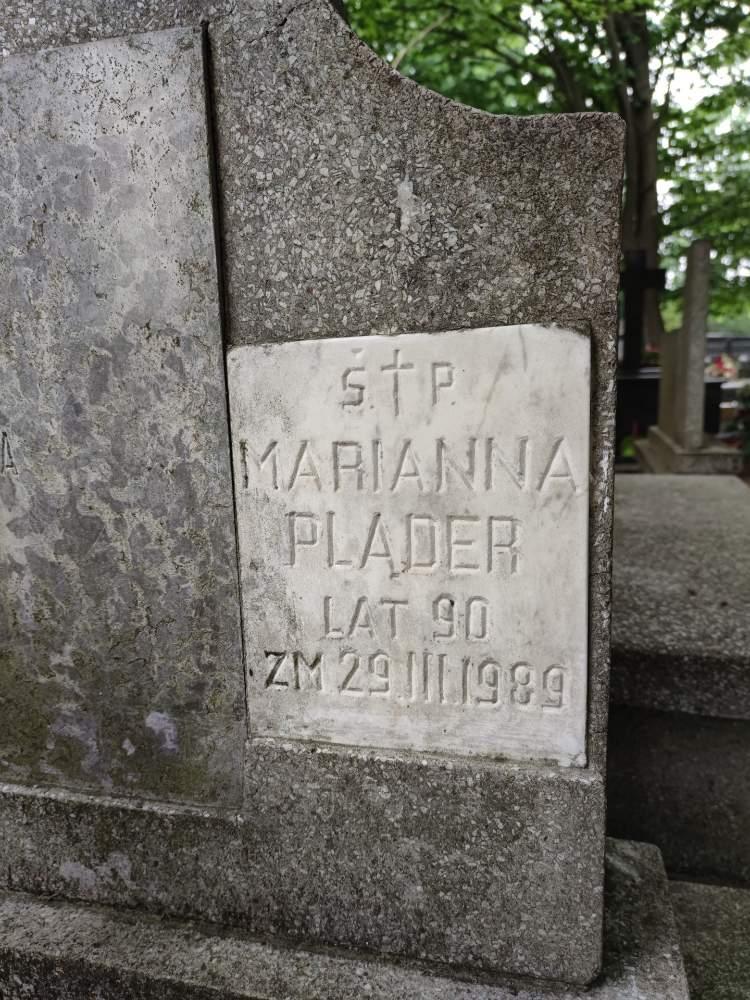 Ś.†P.
MARIANNA
PLĄDER
LAT 90
ZM 29.III.1989
A